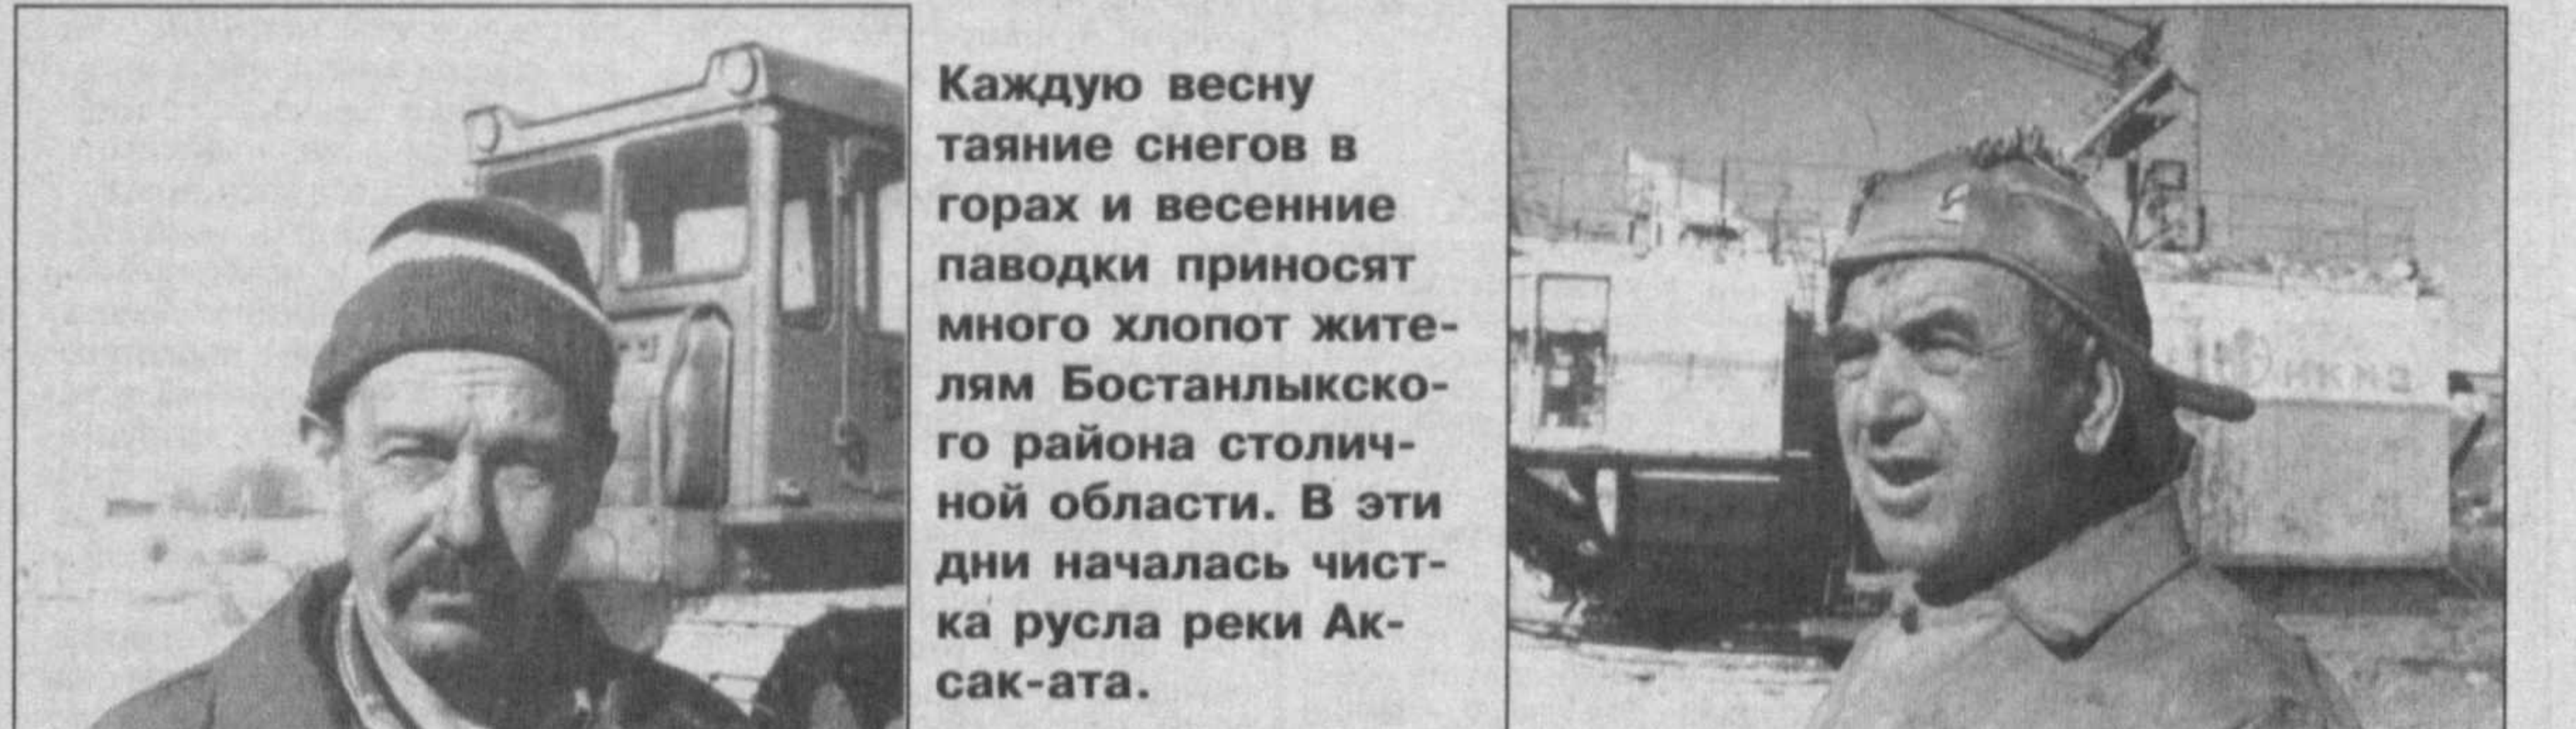 Каждую весну
таяние снегов в
горах и весенние
паводки приносят
много хлопот жите-
лям Бостанлыкско-
го района столич-
ной области. В эти
дни началась чист-
ка русла реки Ак-
сак-ата.